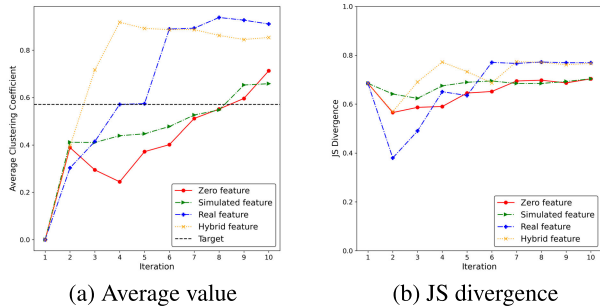 Average Clustering Coefficient
0.8
0.6
0.4
0.2
0.0
1 2 3 4 5 6 7 8 9 10
Iteration
Zero feature
Simulated feature
Real feature
Hybrid feature
Target
(a) Average value
JS Divergence
1.0
0.8
0.6
0.4
0.2
0.0
1 2 3 4 5 6 7 8 9 10
Iteration
Zero feature
Simulated feature
Real feature
Hybrid feature
(b) JS divergence